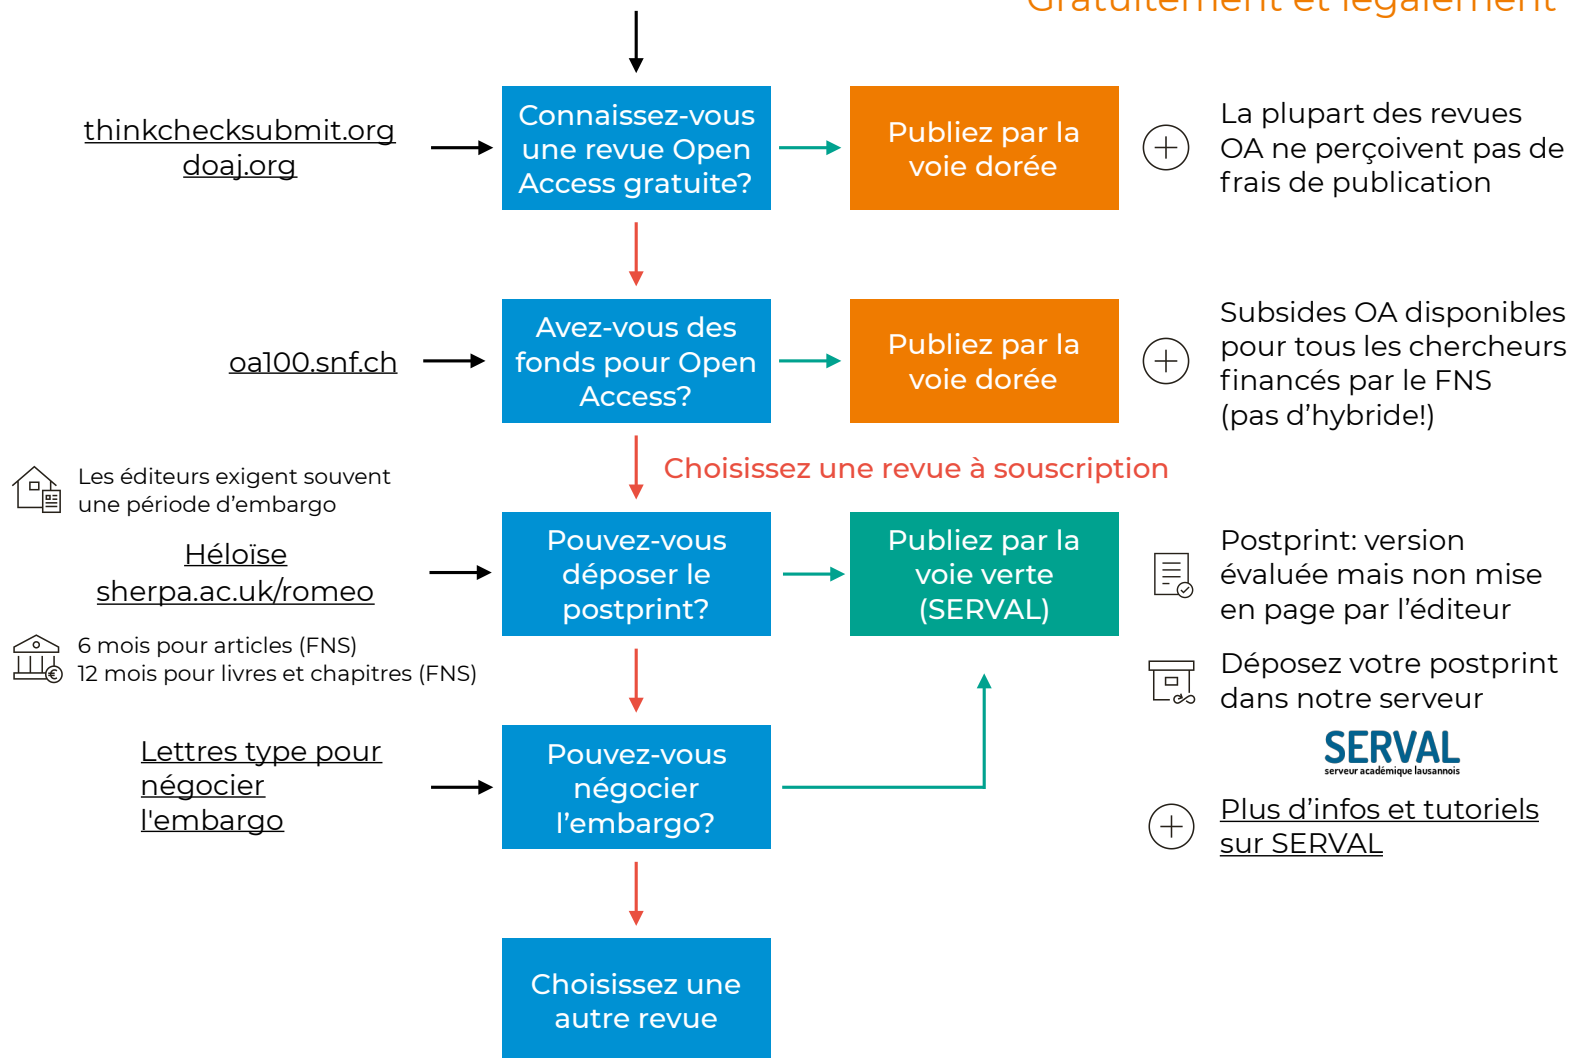 Gratuitement et légalement
thinkchecksubmit.org
doaj.org
Connaissez-vous
une revue Open
Access gratuite?
Publiez par la
voie dorée
La plupart des revues
OA ne perçoivent pas de
frais de publication
oa100.snf.ch
Avez-vous des
fonds pour Open
Access?
Publiez par la
voie dorée
Subsides OA disponibles
pour tous les chercheurs
financés par le FNS
(pas d’hybride!)
Choisissez une revue à souscription
Les éditeurs exigent souvent
une période d’embargo
Héloïse
sherpa.ac.uk/romeo
6 mois pour articles (FNS)
12 mois pour livres et chapitres (FNS)
Pouvez-vous
déposer le
postprint?
Publiez par la
voie verte
(SERVAL)
Postprint: version
évaluée mais non mise
en page par l’éditeur
Déposez votre postprint
dans notre serveur
SERVAL
serveur académique lausannois
Plus d’infos et tutoriels
sur SERVAL
Lettres type pour
négocier
l'embargo
Pouvez-vous
négocier
l’embargo?
Choisissez une
autre revue